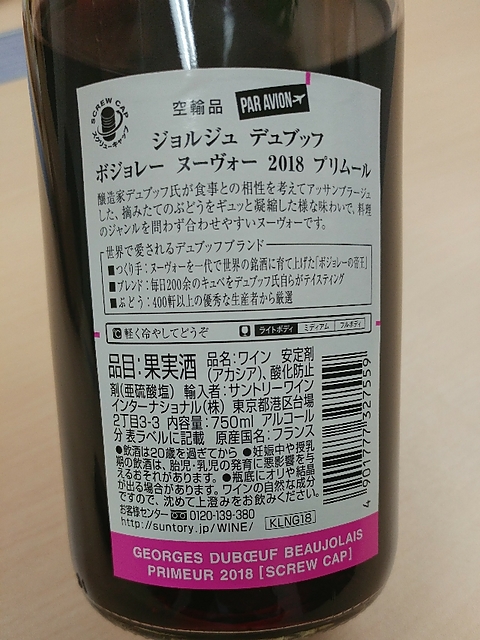 SCREW CAP
スクリューキャップ
空輸品 PAR AVION
ジョルジュ デュブッフ
ボジョレー ヌーヴォー 2018 プリムール
醸造家デュブッフ氏が食事との相性を考えてアッサンブラージュ
した、摘みたてのぶどうをギュッと凝縮した様な味わいで、料理
のジャンルを問わず合わせやすいヌーヴォーです。
世界で愛されるデュブッフブランド
■つくり手：ヌーヴォーを一代で世界の銘酒に育て上げた「ボジョレーの帝王」
■ブレンド：毎日200余のキュベをデュブッフ氏自らがテイスティング
■ぶどう：400軒以上の優秀な生産者から厳選
℃ 軽く冷やしてどうぞ ライトボディ ミディアム フルボディ
品目：果実酒 品名：ワイン 安定剤
(アカシア)、酸化防止
剤(亜硫酸塩) 輸入者：サントリーワイン
インターナショナル(株) 東京都港区台場
2丁目3-3 内容量：750ml アルコール
分 表ラベルに記載 原産国名：フランス
●飲酒は20歳を過ぎてから ●妊娠中や授乳
期の飲酒は、胎児・乳児の発育に悪影響を与
えるおそれがあります。●瓶底にオリや結晶
が出る場合があります。ワインの自然な成分
ですので、沈めて上澄みをお飲みください。
お客様センター 0120-139-380
http://suntory.jp/WINE/ KLNG18
4 901777 327559
GEORGES DUBŒUF BEAUJOLAIS
PRIMEUR 2018 [SCREW CAP]